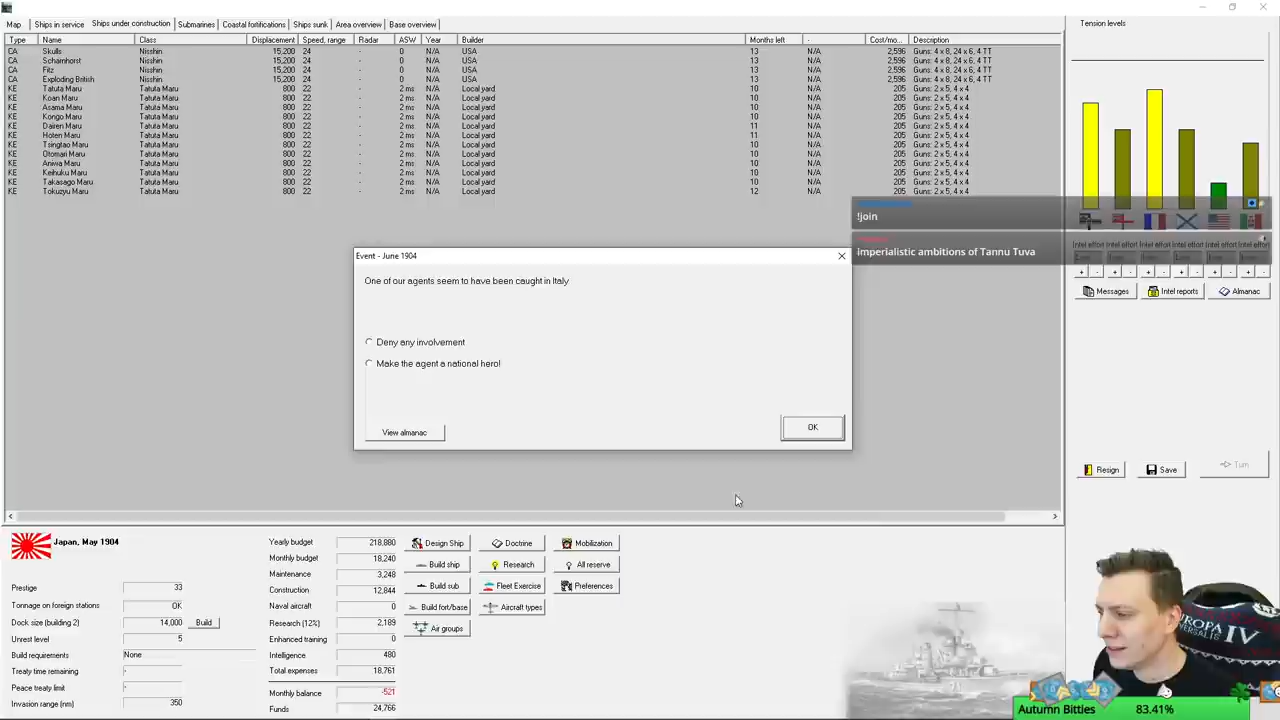 Map Ships in service Ships under construction Submarines Coastal fortifications Ships sunk Area overview Base overview
Type Name Class Displacement Speed, range Radar ASW Year Builder Months left - Cost/mo... Description
CA Skulls Nisshin 15,200 24 - 0 N/A USA 13 N/A 2,596 Guns: 4 x 8, 24 x 6, 4 TT
CA Scharnhorst Nisshin 15,200 24 - 0 N/A USA 13 N/A 2,596 Guns: 4 x 8, 24 x 6, 4 TT
CA Fitz Nisshin 15,200 24 - 0 N/A USA 13 N/A 2,596 Guns: 4 x 8, 24 x 6, 4 TT
CA Exploding British Nisshin 15,200 24 - 0 N/A USA 13 N/A 2,596 Guns: 4 x 8, 24 x 6, 4 TT
KE Tatuta Maru Tatuta Maru 800 22 - 2 ms N/A Local yard 10 N/A 205 Guns: 2 x 5, 4 x 4
KE Koan Maru Tatuta Maru 800 22 - 2 ms N/A Local yard 10 N/A 205 Guns: 2 x 5, 4 x 4
KE Asama Maru Tatuta Maru 800 22 - 2 ms N/A Local yard 10 N/A 205 Guns: 2 x 5, 4 x 4
KE Kongo Maru Tatuta Maru 800 22 - 2 ms N/A Local yard 10 N/A 205 Guns: 2 x 5, 4 x 4
KE Dairen Maru Tatuta Maru 800 22 - 2 ms N/A Local yard 11 N/A 205 Guns: 2 x 5, 4 x 4
KE Hoten Maru Tatuta Maru 800 22 - 2 ms N/A Local yard 11 N/A 205 Guns: 2 x 5, 4 x 4
KE Tsingtao Maru Tatuta Maru 800 22 - 2 ms N/A Local yard 10 N/A 205 Guns: 2 x 5, 4 x 4
KE Otomari Maru Tatuta Maru 800 22 - 2 ms N/A Local yard 10 N/A 205 Guns: 2 x 5, 4 x 4
KE Aniwa Maru Tatuta Maru 800 22 - 2 ms N/A Local yard 10 N/A 205 Guns: 2 x 5, 4 x 4
KE Keihuku Maru Tatuta Maru 800 22 - 2 ms N/A Local yard 10 N/A 205 Guns: 2 x 5, 4 x 4
KE Takasago Maru Tatuta Maru 800 22 - 2 ms N/A Local yard 10 N/A 205 Guns: 2 x 5, 4 x 4
KE Tokuzyu Maru Tatuta Maru 800 22 - 2 ms N/A Local yard 12 N/A 205 Guns: 2 x 5, 4 x 4
Tension levels
!join
Imperialistic ambitions of Tannu Tuva
Intel effort Intel effort Intel effort Intel effort Intel effort Intel effort
+ - + - + - + - + - + -
Messages Intel reports Almanac
Event - June 1904
One of our agents seem to have been caught in Italy
Deny any involvement
Make the agent a national hero!
View almanac OK
Resign Save Turn
Japan, May 1904
Prestige 33
Tonnage on foreign stations OK
Dock size (building 2) 14,000 Build
Unrest level 5
Build requirements None
Treaty time remaining -
Peace treaty limit -
Invasion range (nm) 350
Yearly budget 218,880
Monthly budget 18,240
Maintenance 3,248
Construction 12,844
Naval aircraft 0
Research (12%) 2,189
Enhanced training 0
Intelligence 480
Total expenses 18,761
Monthly balance -521
Funds 24,766
Design Ship Doctrine Mobilization
Build ship Research All reserve
Build sub Fleet Exercise Preferences
Build fort/base Aircraft types
Air groups
EUROPA IV
UNIVERSALIS
Autumn Bitties 83.41%